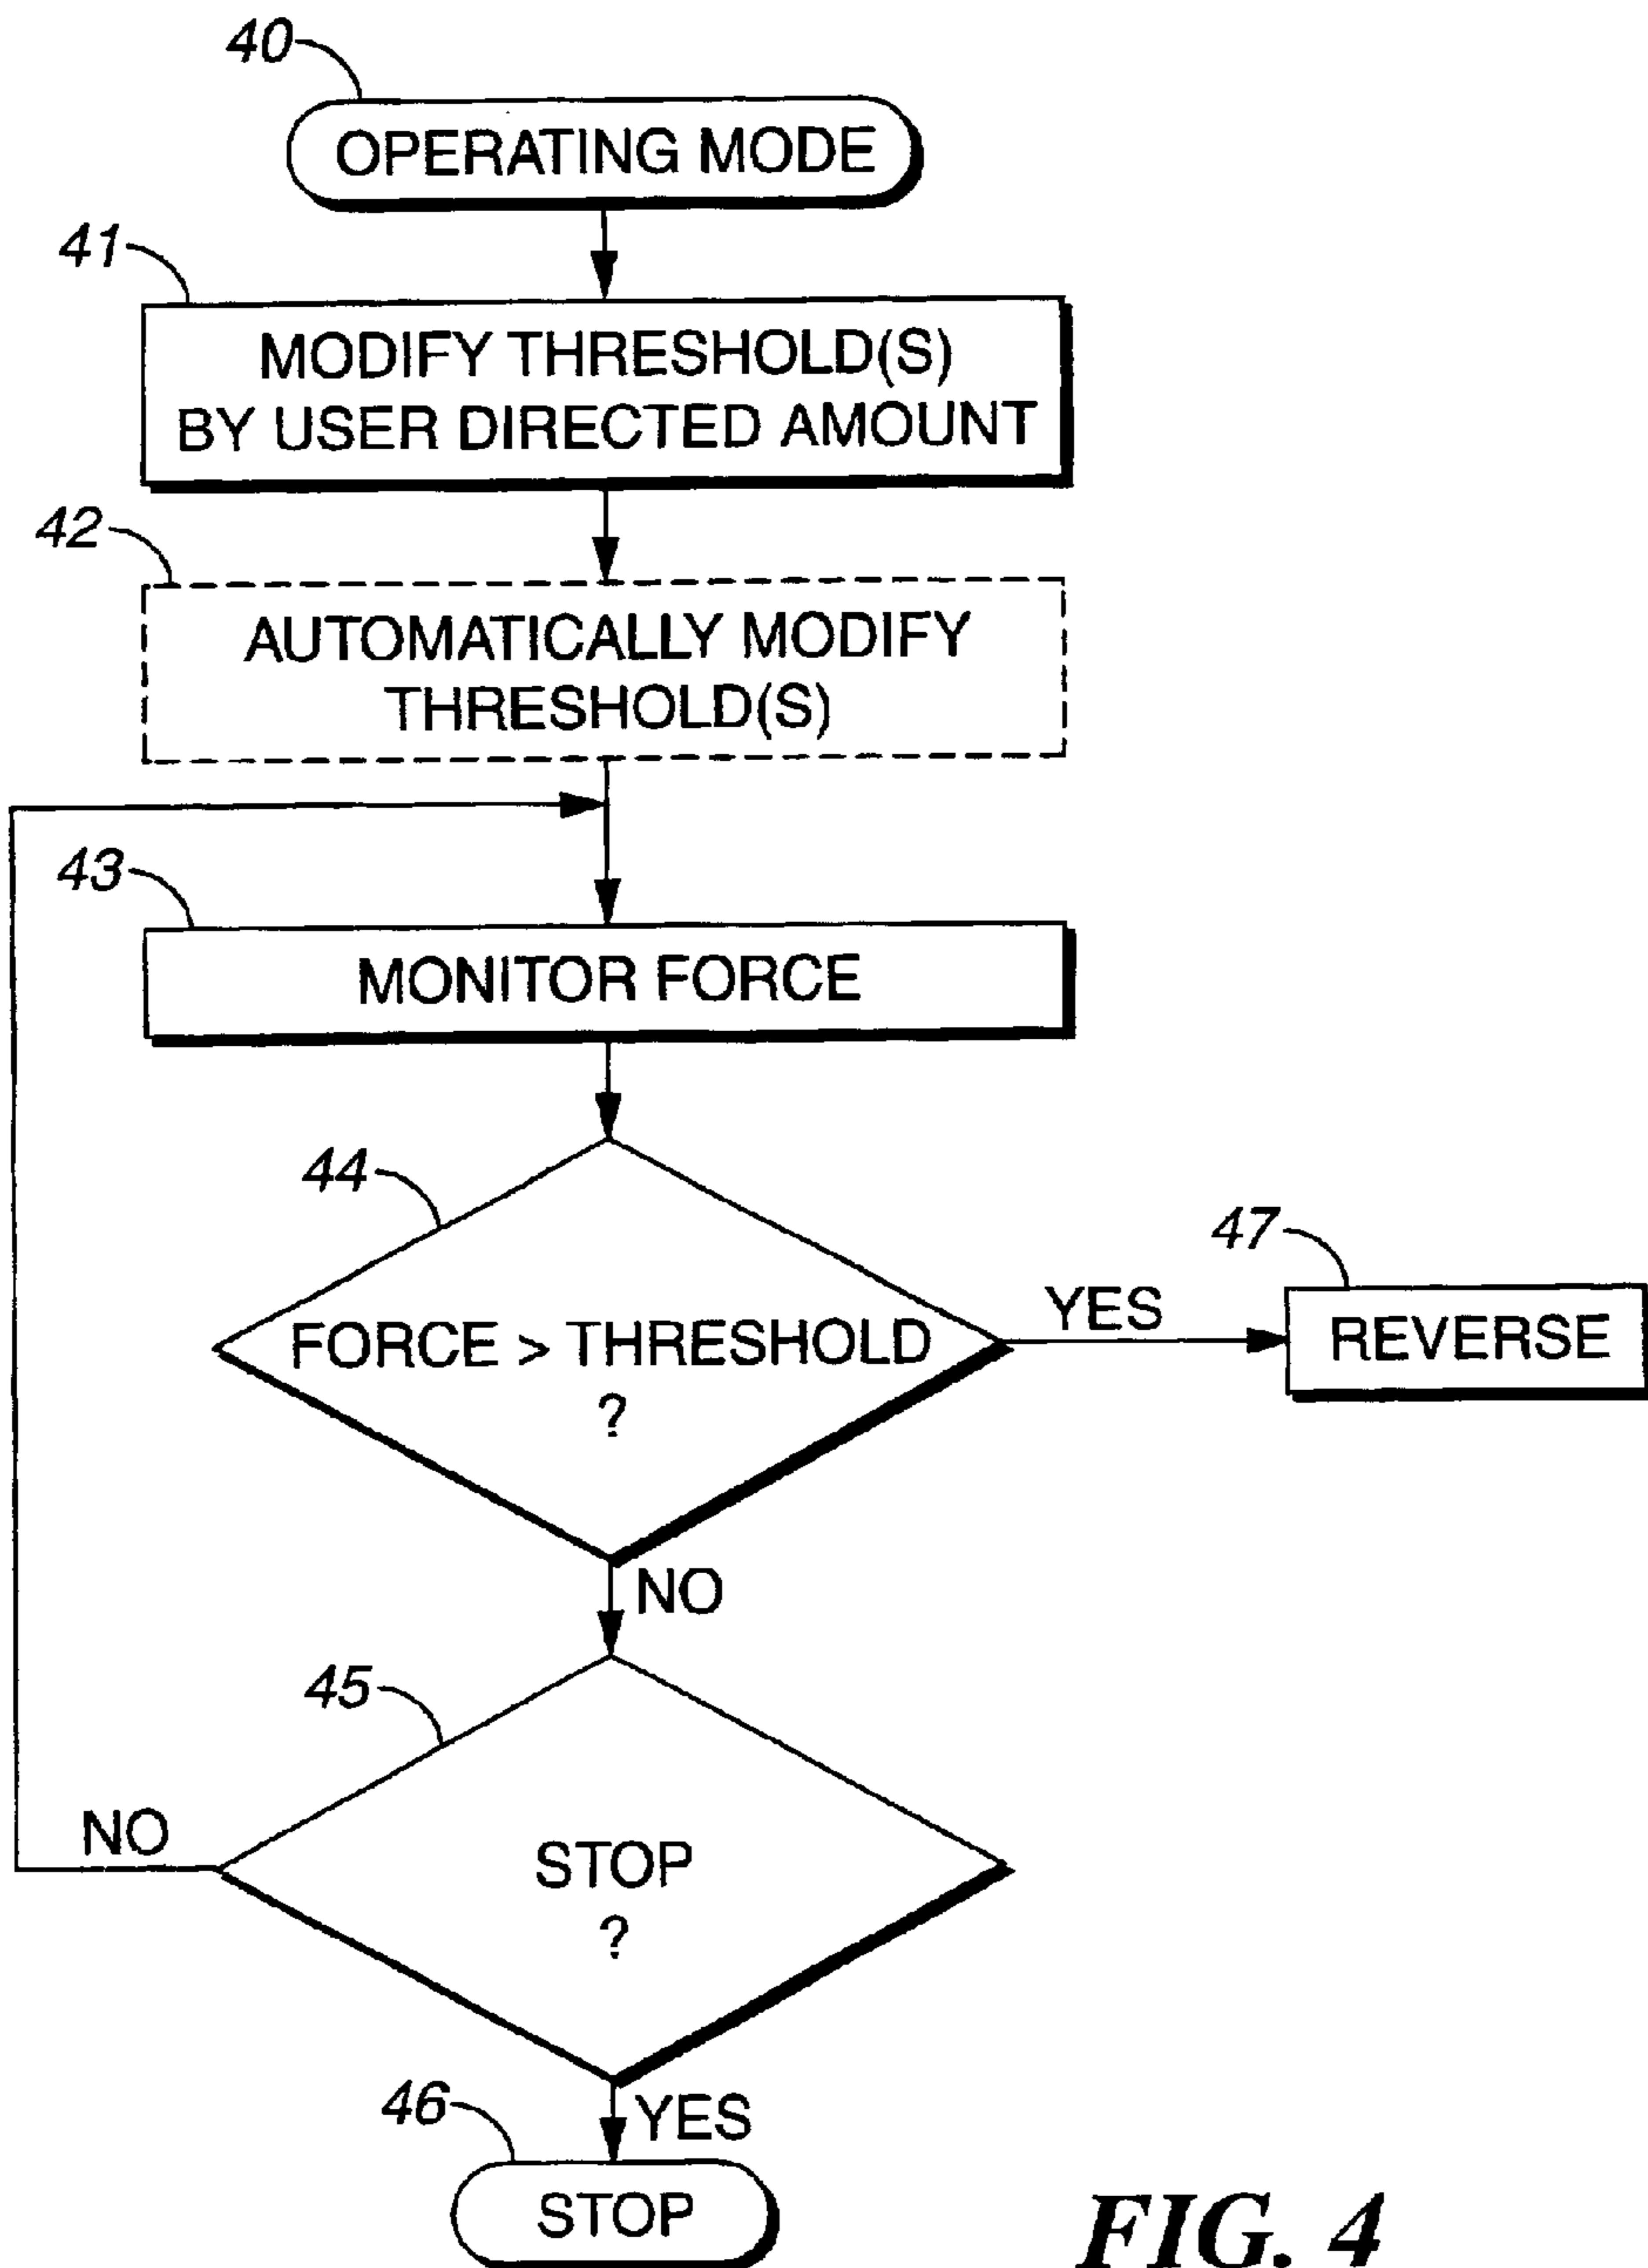 40
OPERATING MODE
41
MODIFY THRESHOLD(S)
BY USER DIRECTED AMOUNT
42
AUTOMATICALLY MODIFY
THRESHOLD(S)
43
MONITOR FORCE
44
FORCE > THRESHOLD
?
YES
47
REVERSE
NO
45
STOP
?
NO
YES
46
STOP
FIG. 4